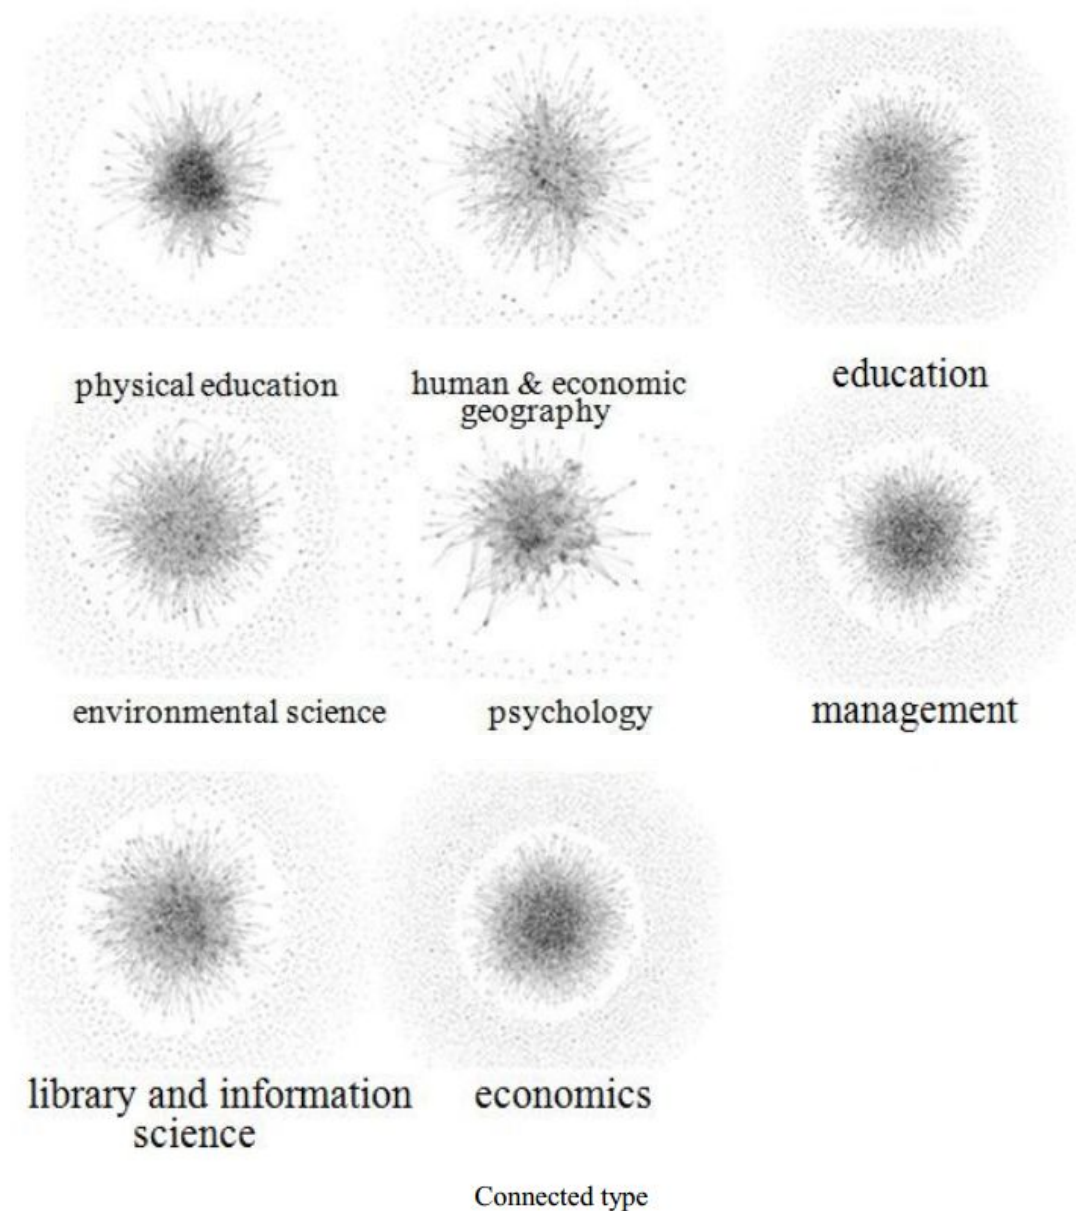 physical education
human & economic
geography
education
environmental science
psychology
management
library and information
science
economics
Connected type